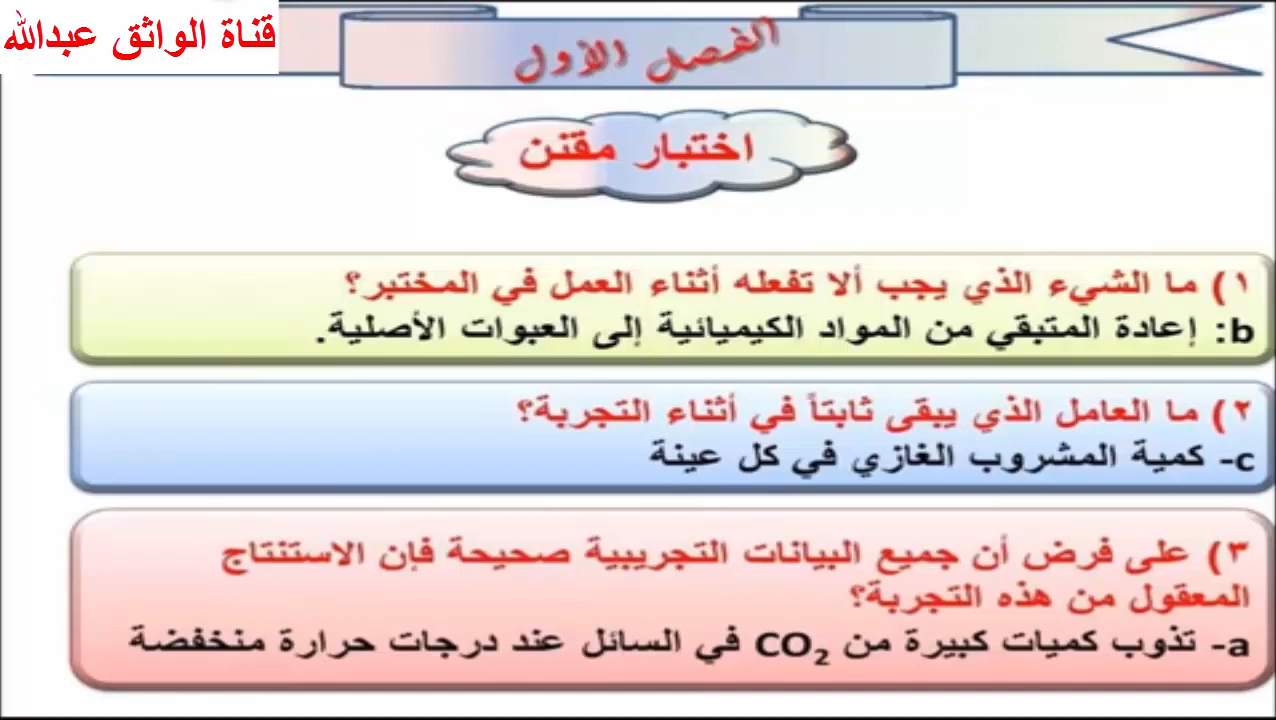 قناة الواثق عبدالله
الفصل الأول
اختبار مقنن
١) ما الشيء الذي يجب ألا تفعله أثناء العمل في المختبر؟
b: إعادة المتبقي من المواد الكيميائية إلى العبوات الأصلية.
٢) ما العامل الذي يبقى ثابتاً في أثناء التجربة؟
c- كمية المشروب الغازي في كل عينة
٣) على فرض أن جميع البيانات التجريبية صحيحة فإن الاستنتاج
المعقول من هذه التجربة؟
a- تذوب كميات كبيرة من CO₂ في السائل عند درجات حرارة منخفضة